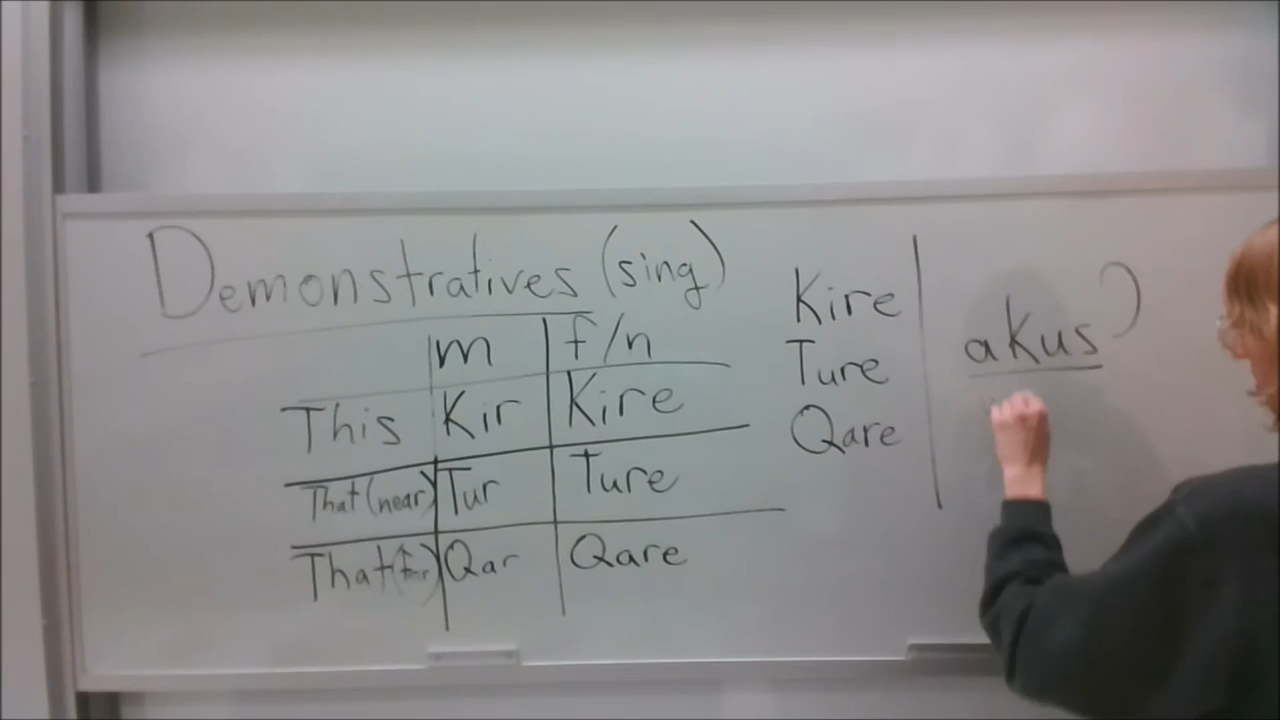 Demonstratives (sing)
m f/n
This Kir Kire
That (near) Tur Ture
That (far) Qar Qare
Kire
Ture
Qare
akus